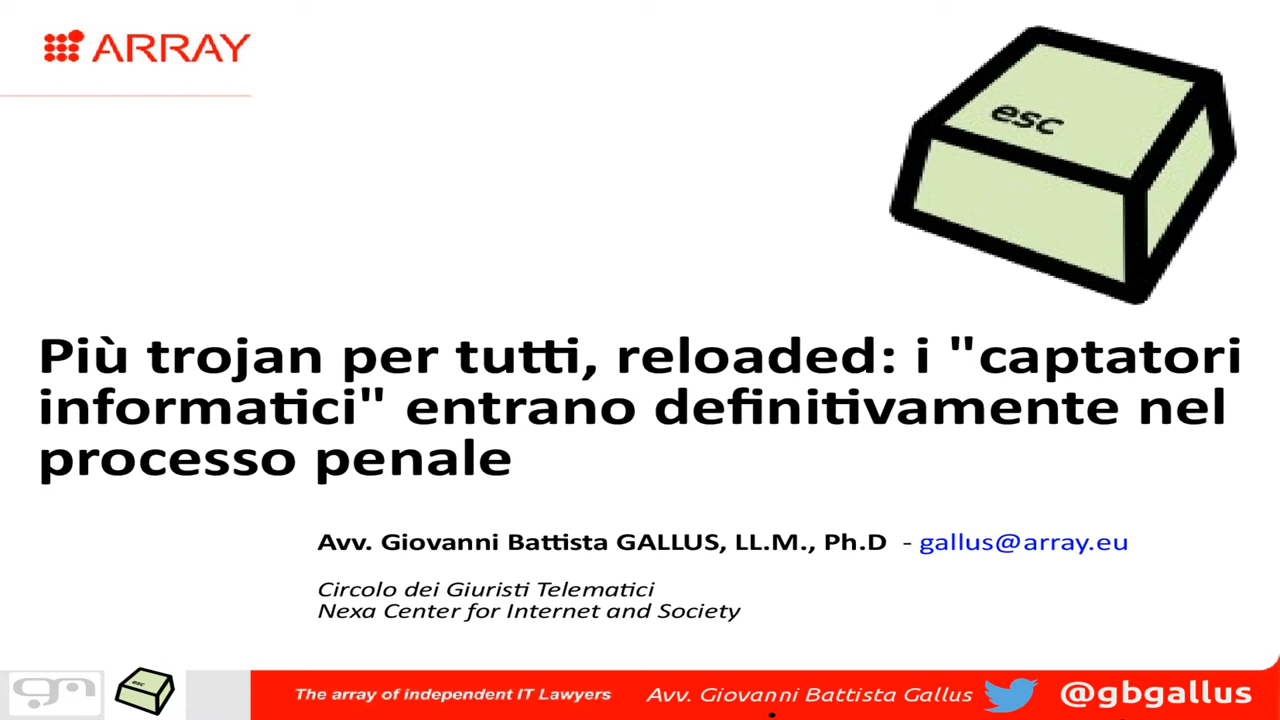 ARRAY
esc
Più trojan per tutti, reloaded: i "captatori
informatici" entrano definitivamente nel
processo penale
Avv. Giovanni Battista GALLUS, LL.M., Ph.D - gallus@array.eu
Circolo dei Giuristi Telematici
Nexa Center for Internet and Society
esc
The array of independent IT Lawyers
Avv. Giovanni Battista Gallus
@gbgallus